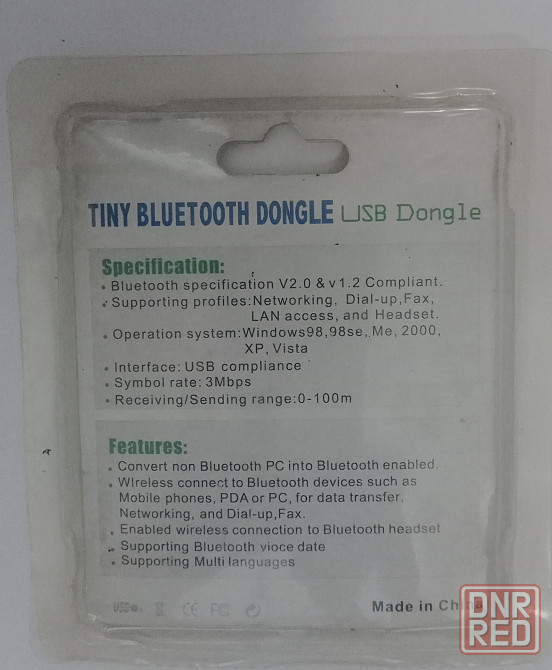 TINY BLUETOOTH DONGLE USB Dongle
Specification:
• Bluetooth specification V2.0 & v1.2 Compliant.
• Supporting profiles:Networking, Dial-up,Fax,
LAN access, and Headset.
• Operation system:Windows98,98se, Me, 2000,
XP, Vista
• Interface: USB compliance
• Symbol rate: 3Mbps
• Receiving/Sending range:0-100m
Features:
• Convert non Bluetooth PC into Bluetooth enabled.
• WIreless connect to Bluetooth devices such as
Mobile phones, PDA or PC, for data transfer,
Networking, and Dial-up,Fax.
• Enabled wireless connection to Bluetooth headset
• Supporting Bluetooth vioce date
• Supporting Multi languages
CE FC
Made in China
DNR
RED